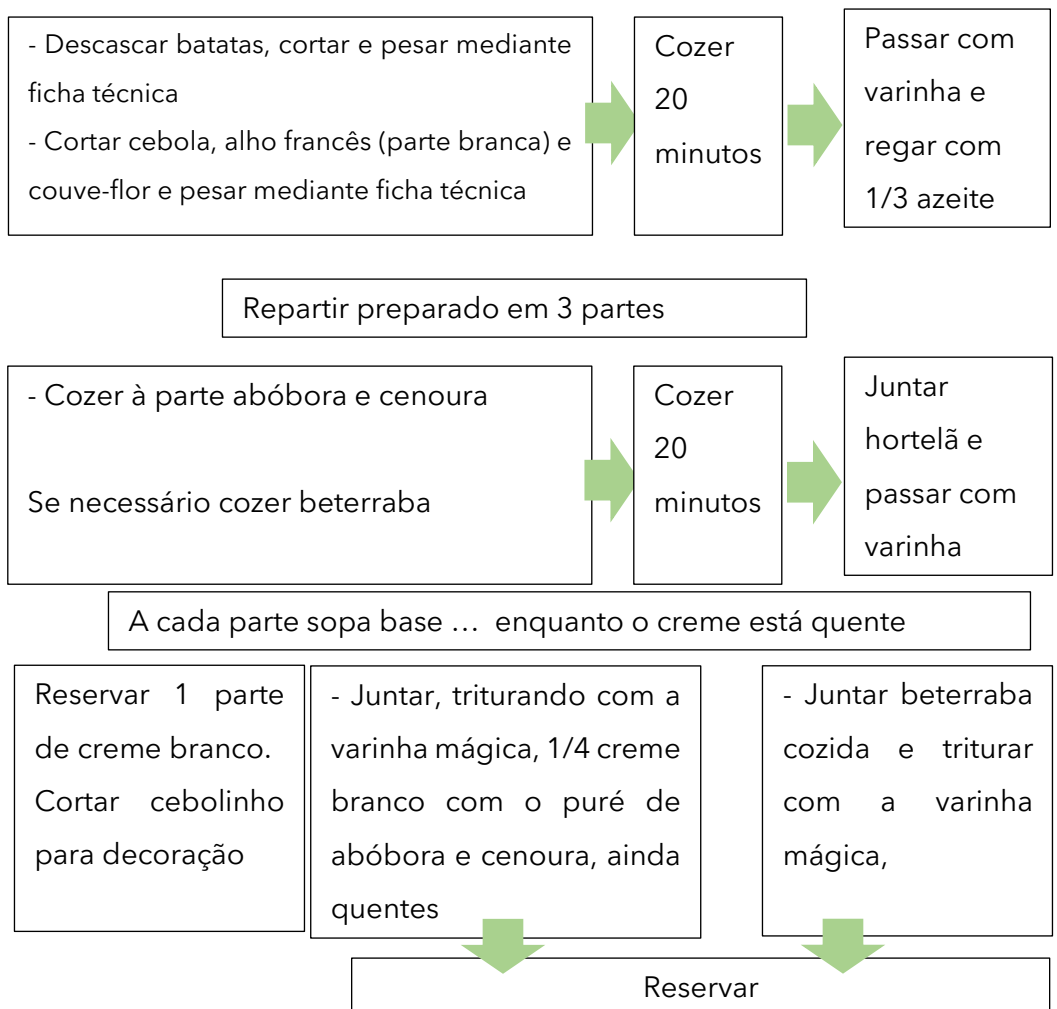 - Descascar batatas, cortar e pesar mediante
ficha técnica
- Cortar cebola, alho francês (parte branca) e
couve-flor e pesar mediante ficha técnica
Cozer
20
minutos
Passar com
varinha e
regar com
1/3 azeite
Repartir preparado em 3 partes
- Cozer à parte abóbora e cenoura
Se necessário cozer beterraba
Cozer
20
minutos
Juntar
hortelã e
passar com
varinha
A cada parte sopa base … enquanto o creme está quente
Reservar 1 parte
de creme branco.
Cortar cebolinho
para decoração
- Juntar, triturando com a
varinha mágica, 1/4 creme
branco com o puré de
abóbora e cenoura, ainda
quentes
- Juntar beterraba
cozida e triturar
com a varinha
mágica,
Reservar